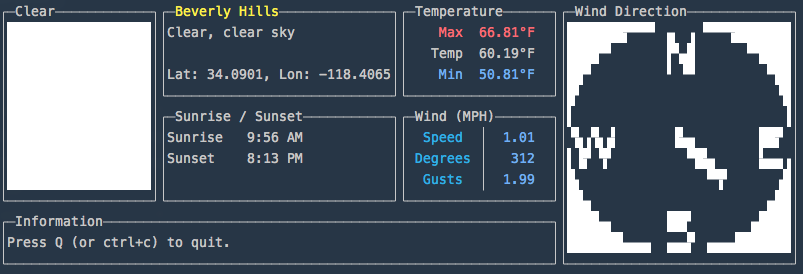 Clear
Beverly Hills
Clear, clear sky
Lat: 34.0901, Lon: -118.4065
Temperature
Max 66.81°F
Temp 60.19°F
Min 50.81°F
Wind Direction
N
W
E
S
Sunrise / Sunset
Sunrise 9:56 AM
Sunset 8:13 PM
Wind (MPH)
Speed 1.01
Degrees 312
Gusts 1.99
Information
Press Q (or ctrl+c) to quit.